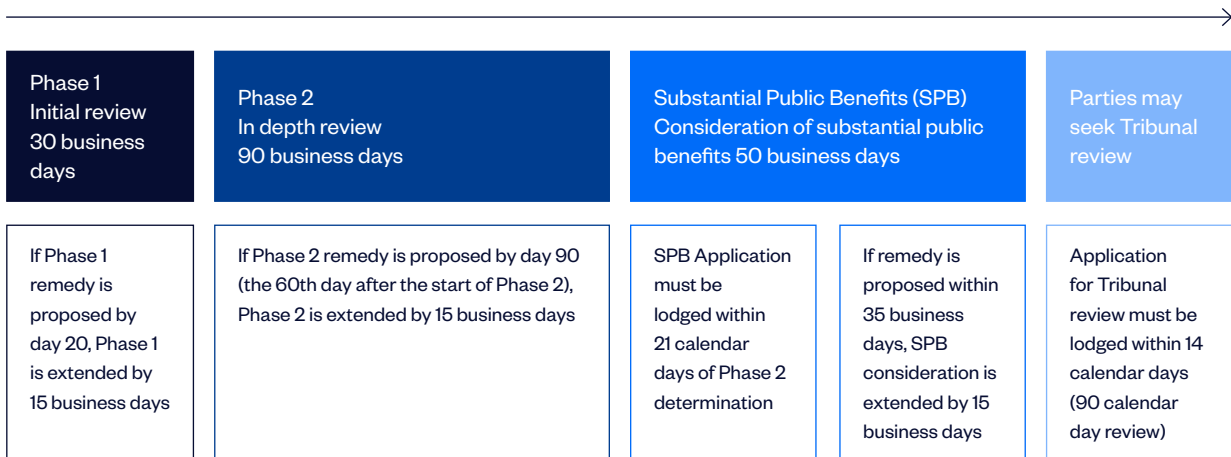 Phase 1
Initial review
30 business
days
Phase 2
In depth review
90 business days
Substantial Public Benefits (SPB)
Consideration of substantial public
benefits 50 business days
Parties may
seek Tribunal
review
If Phase 1
remedy is
proposed by
day 20, Phase 1
is extended by
15 business days
If Phase 2 remedy is proposed by day 90
(the 60th day after the start of Phase 2),
Phase 2 is extended by 15 business days
SPB Application
must be
lodged within
21 calendar
days of Phase 2
determination
If remedy is
proposed within
35 business
days, SPB
consideration is
extended by 15
business days
Application
for Tribunal
review must be
lodged within 14
calendar days
(90 calendar
day review)